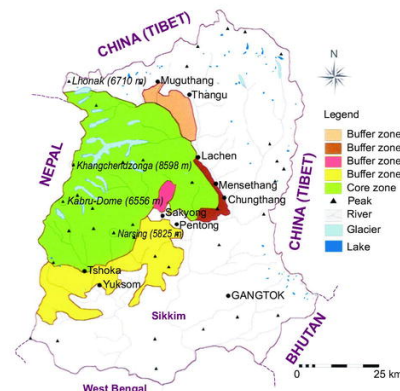 CHINA (TIBET)
N
Lhonak (6710 m)
Muguthang
Thangu
Legend
Buffer zone
Buffer zone
Buffer zone
Buffer zone
Core zone
Peak
River
Glacier
Lake
NEPAL
Lachen
Khangchendzonga (8598 m)
Mensethang
Chungthang
Kabru-Dome (6556 m)
Sakyong
Pentong
Narsing (5825 m)
CHINA (TIBET)
Tshoka
Yuksom
GANGTOK
Sikkim
BHUTAN
0
25 km
West Bengal